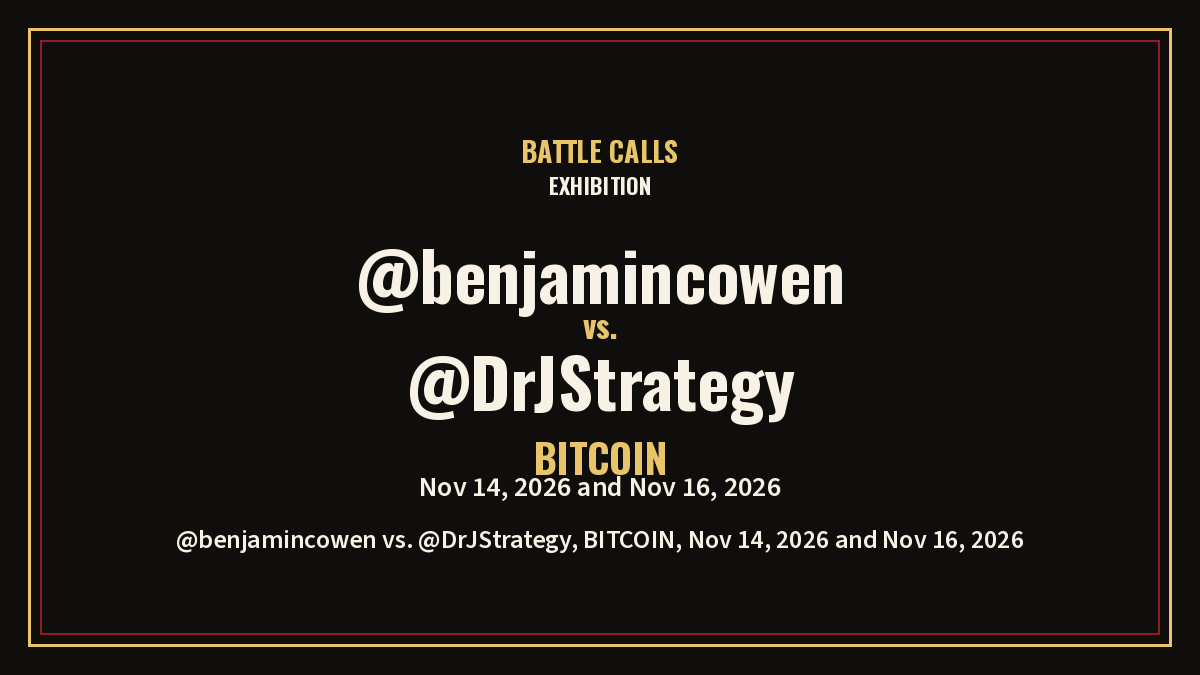 BATTLE CALLS
EXHIBITION
@benjamincowen
vs.
@DrJStrategy
BITCOIN
Nov 14, 2026 and Nov 16, 2026
@benjamincowen vs. @DrJStrategy, BITCOIN, Nov 14, 2026 and Nov 16, 2026